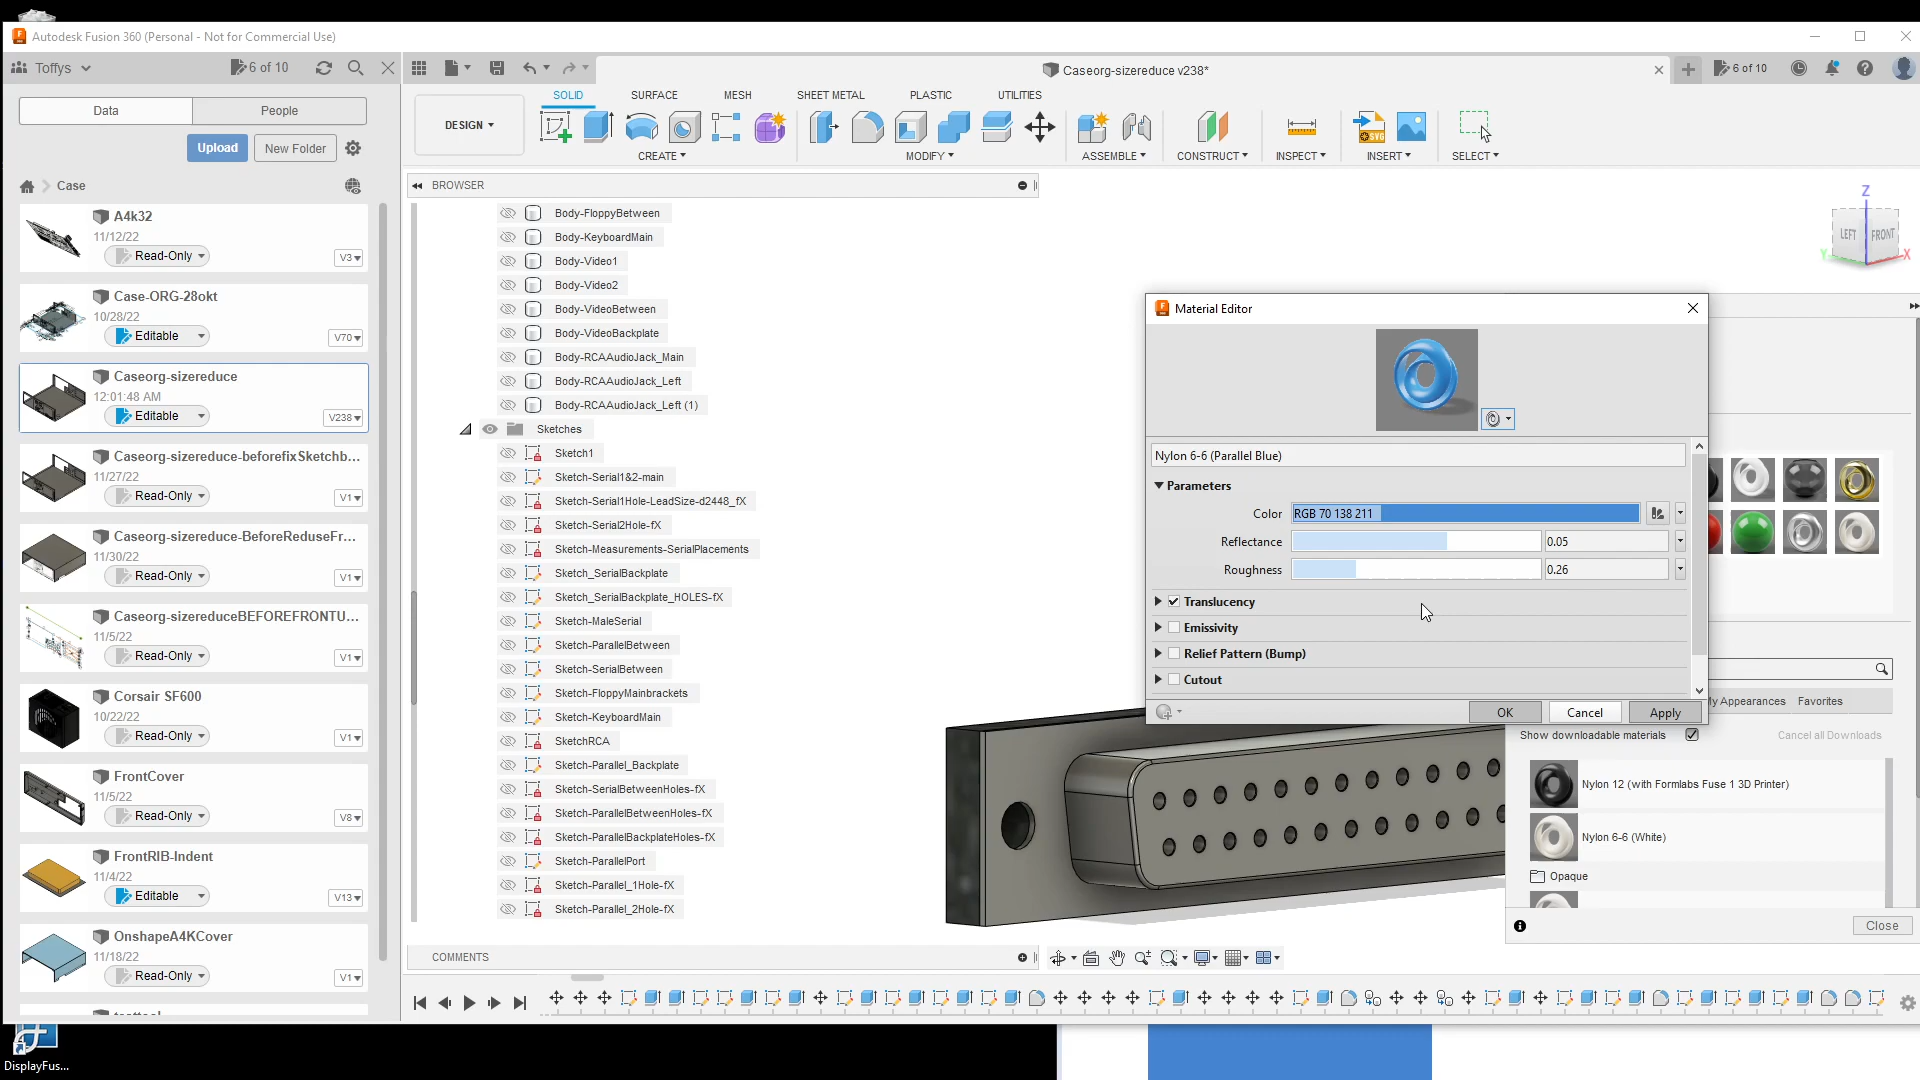 Autodesk Fusion 360 (Personal - Not for Commercial Use)
Toffys
6 of 10
Caseorg-sizereduce v238*
6 of 10
Data
People
Upload
New Folder
Case
A4k32
11/12/22
Read-Only
V3
Case-ORG-28okt
10/28/22
Editable
V70
Caseorg-sizereduce
12:01:48 AM
Editable
V238
Caseorg-sizereduce-beforefixSketchb...
11/27/22
Read-Only
V1
Caseorg-sizereduce-BeforeReduseFr...
11/30/22
Read-Only
V1
Caseorg-sizereduceBEFOREFRONTU...
11/5/22
Read-Only
V1
Corsair SF600
10/22/22
Read-Only
V1
FrontCover
11/5/22
Read-Only
V8
FrontRIB-Indent
11/4/22
Editable
V13
OnshapeA4KCover
11/18/22
Read-Only
V1
DisplayFus...
DESIGN
SOLID
SURFACE
MESH
SHEET METAL
PLASTIC
UTILITIES
CREATE
MODIFY
ASSEMBLE
CONSTRUCT
INSPECT
INSERT
SELECT
BROWSER
Body-FloppyBetween
Body-KeyboardMain
Body-Video1
Body-Video2
Body-VideoBetween
Body-VideoBackplate
Body-RCAAudioJack_Main
Body-RCAAudioJack_Left
Body-RCAAudioJack_Left (1)
Sketches
Sketch1
Sketch-Serial1&2-main
Sketch-Serial1Hole-LeadSize-d2448_fX
Sketch-Serial2Hole-fX
Sketch-Measurements-SerialPlacements
Sketch_SerialBackplate
Sketch_SerialBackplate_HOLES-fX
Sketch-MaleSerial
Sketch-ParallelBetween
Sketch-SerialBetween
Sketch-FloppyMainbrackets
Sketch-KeyboardMain
SketchRCA
Sketch-Parallel_Backplate
Sketch-SerialBetweenHoles-fX
Sketch-ParallelBetweenHoles-fX
Sketch-ParallelBackplateHoles-fX
Sketch-ParallelPort
Sketch-Parallel_1Hole-fX
Sketch-Parallel_2Hole-fX
COMMENTS
Z
LEFT
FRONT
Y
X
Material Editor
Nylon 6-6 (Parallel Blue)
Parameters
Color
RGB 70 138 211
Reflectance
0.05
Roughness
0.26
Translucency
Emissivity
Relief Pattern (Bump)
Cutout
OK
Cancel
Apply
My Appearances
Favorites
Show downloadable materials
Cancel all Downloads
Nylon 12 (with Formlabs Fuse 1 3D Printer)
Nylon 6-6 (White)
Opaque
Close